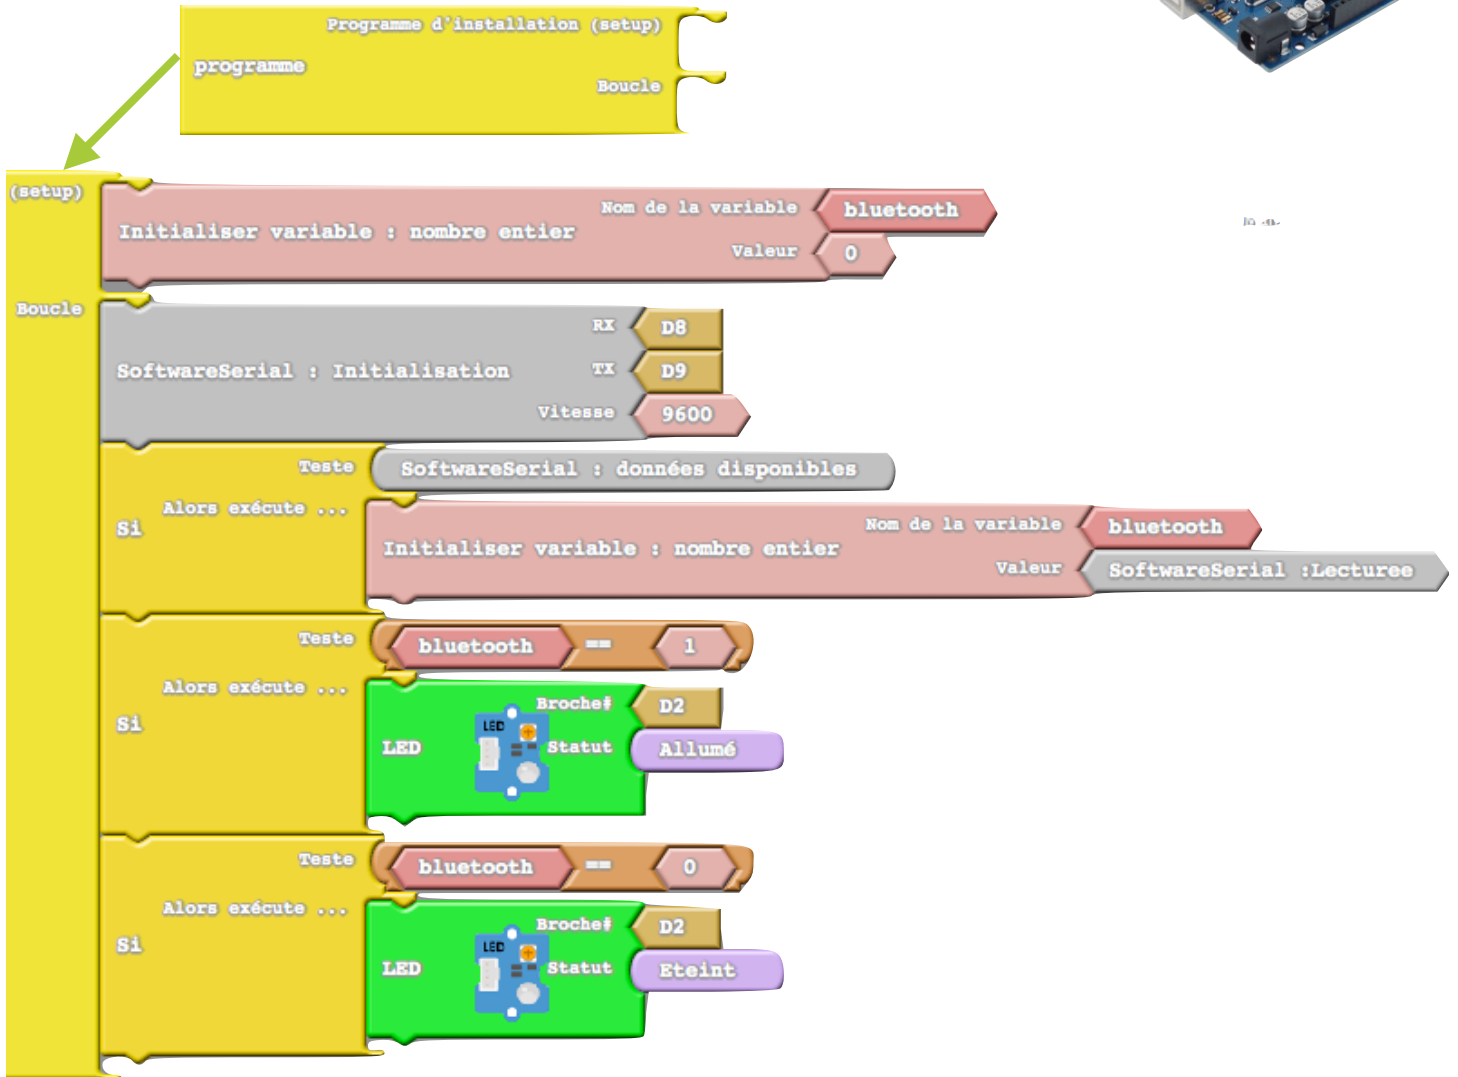 Programme d'installation (setup)
programme
Boucle
(setup)
Nom de la variable bluetooth
Initialiser variable : nombre entier
Valeur 0
Boucle
RX D8
SoftwareSerial : Initialisation TX D9
Vitesse 9600
Teste SoftwareSerial : données disponibles
Alors exécute ...
Si
Nom de la variable bluetooth
Initialiser variable : nombre entier
Valeur SoftwareSerial :Lecturee
Teste bluetooth == 1
Alors exécute ...
Si
Broche# D2
LED
LED Statut Allumé
Teste bluetooth == 0
Alors exécute ...
Si
Broche# D2
LED
LED Statut Eteint